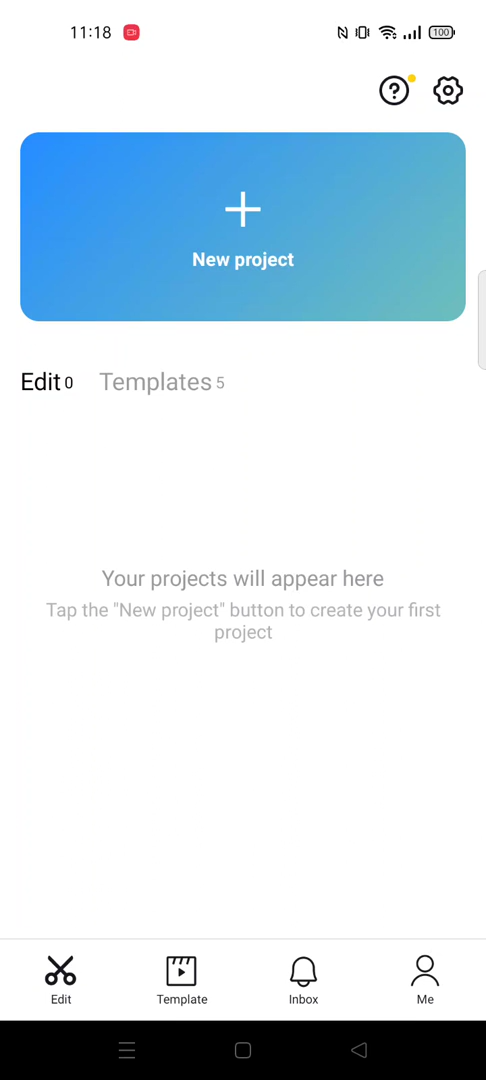 11:18
100
New project
Edit 0
Templates 5
Your projects will appear here
Tap the "New project" button to create your first
project
Edit
Template
Inbox
Me